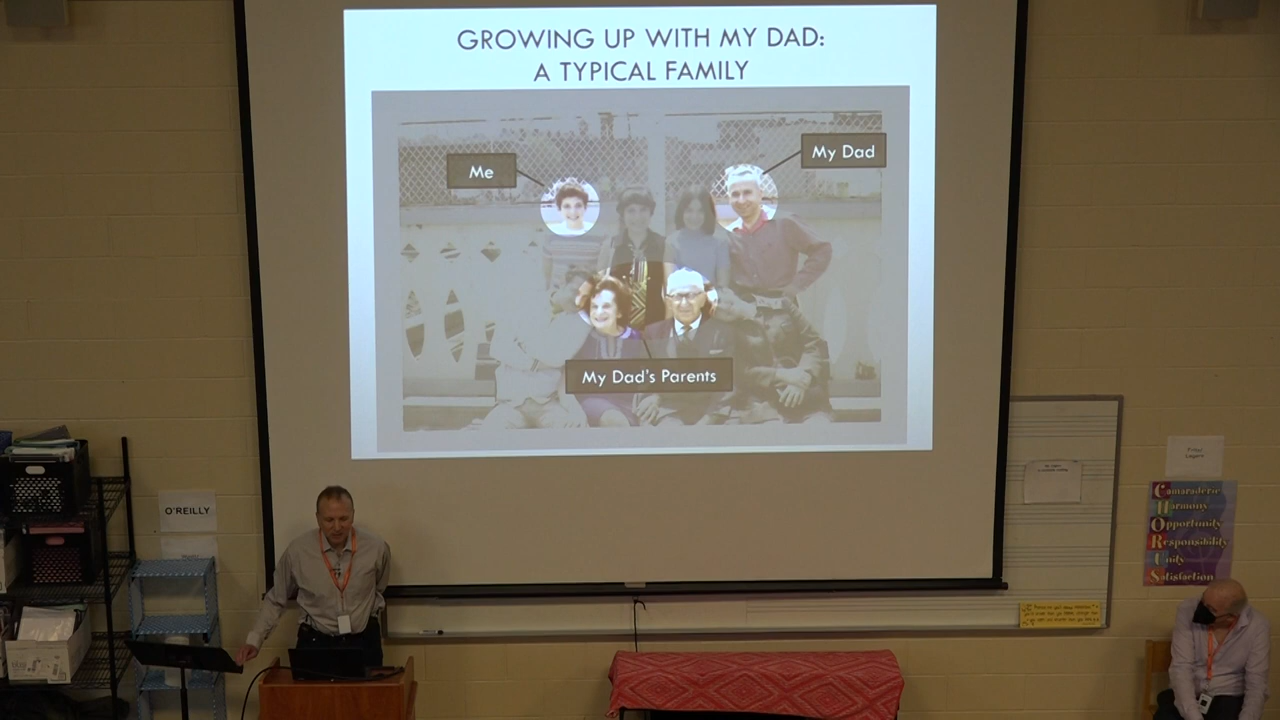 GROWING UP WITH MY DAD:
A TYPICAL FAMILY
Me
My Dad
My Dad's Parents
O'REILLY
Camaraderie
Harmony
Opportunity
Responsibility
Unity
Satisfaction